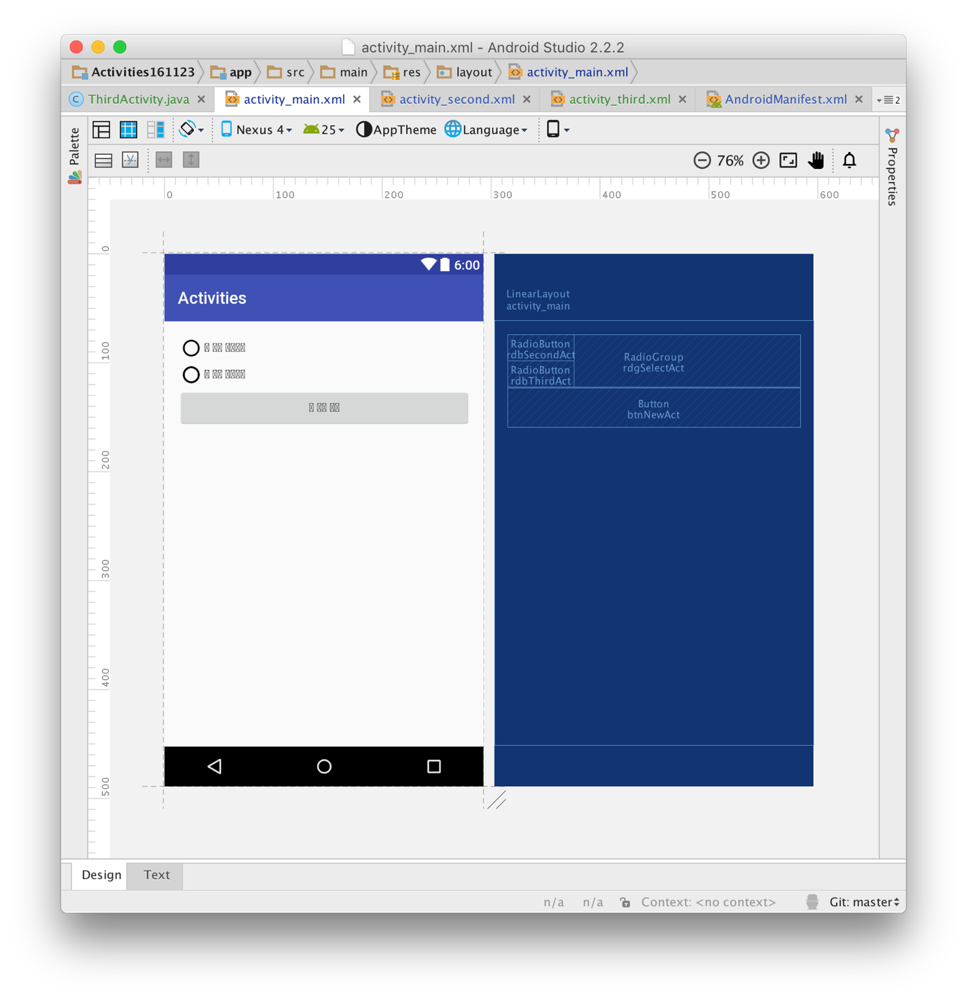 activity_main.xml - Android Studio 2.2.2
Activities161123 app src main res layout activity_main.xml
ThirdActivity.java activity_main.xml activity_second.xml activity_third.xml AndroidManifest.xml 2
Palette
Nexus 4 25 AppTheme Language
76%
Properties
0 100 200 300 400 500 600
0
100
200
300
400
500
6:00
Activities
LinearLayout
activity_main
RadioButton
rdbSecondAct
RadioButton
rdbThirdAct
RadioGroup
rdgSelectAct
Button
btnNewAct
Design Text
n/a n/a Context: <no context> Git: master